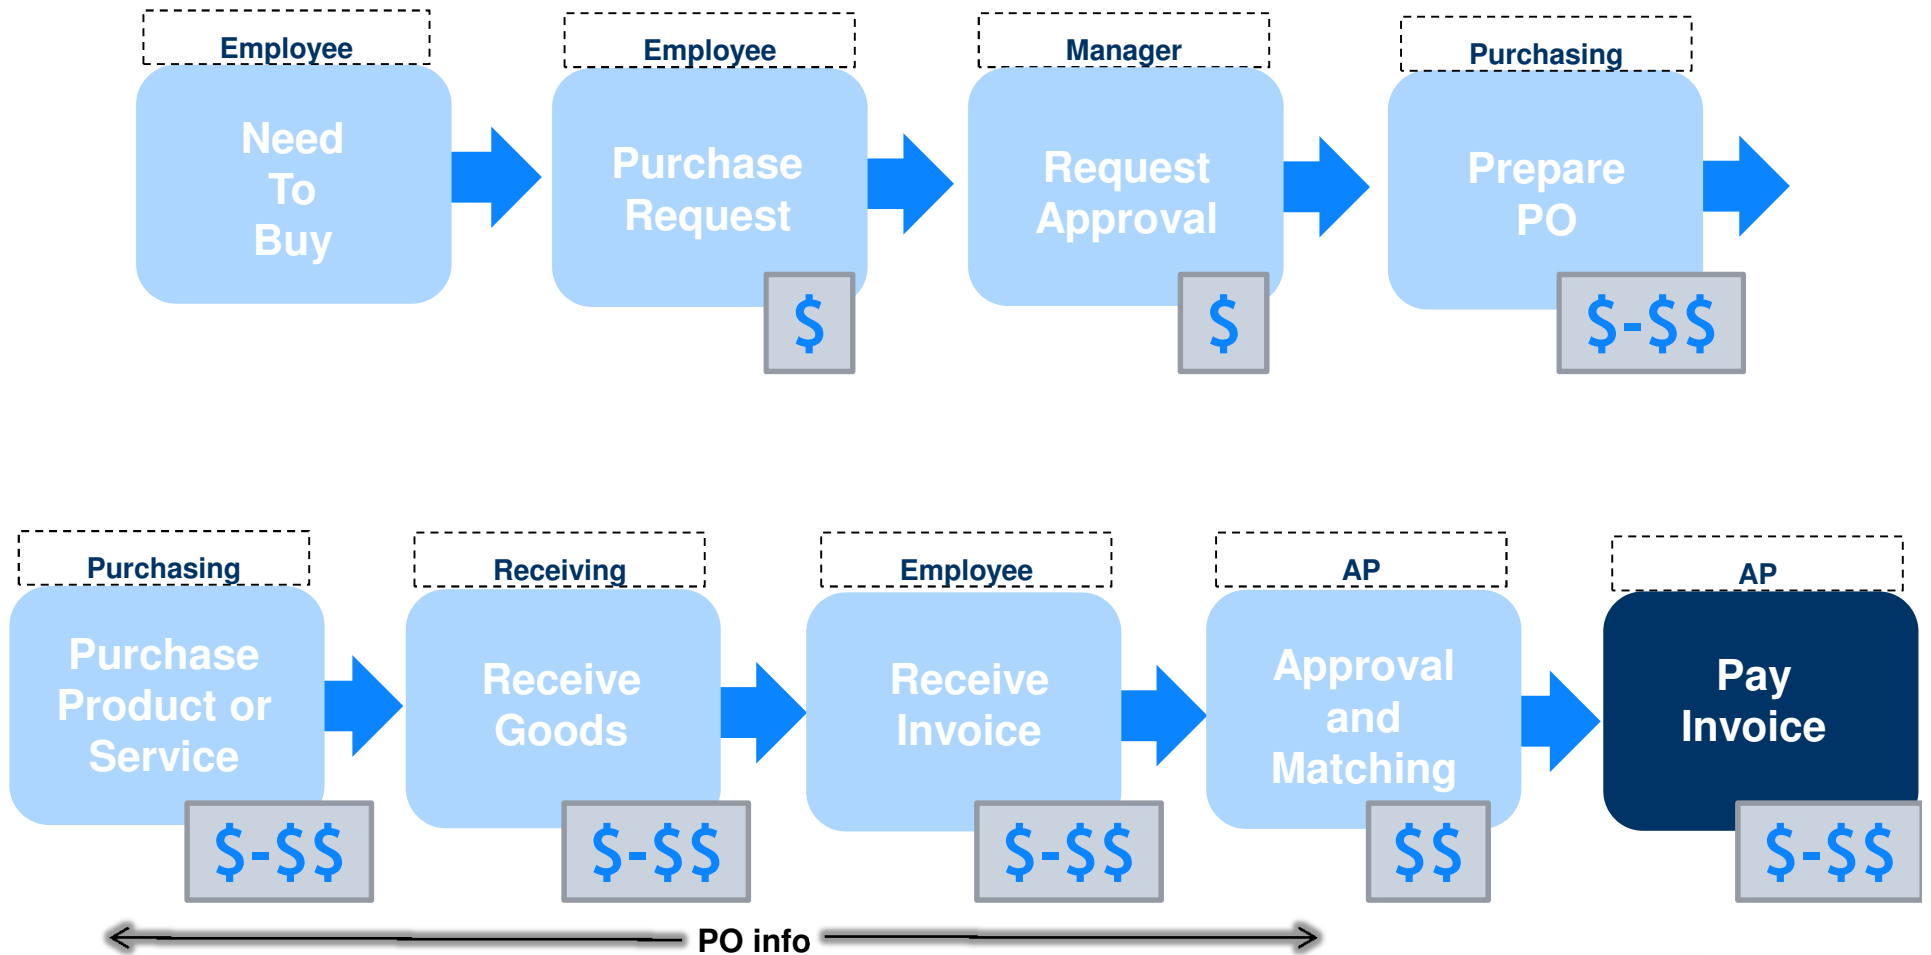 Employee
Need
To
Buy
Employee
Purchase
Request
$
Manager
Request
Approval
$
Purchasing
Prepare
PO
$-$$
Purchasing
Purchase
Product or
Service
$-$$
Receiving
Receive
Goods
$-$$
Employee
Receive
Invoice
$-$$
AP
Approval
and
Matching
$$
AP
Pay
Invoice
$-$$
PO info